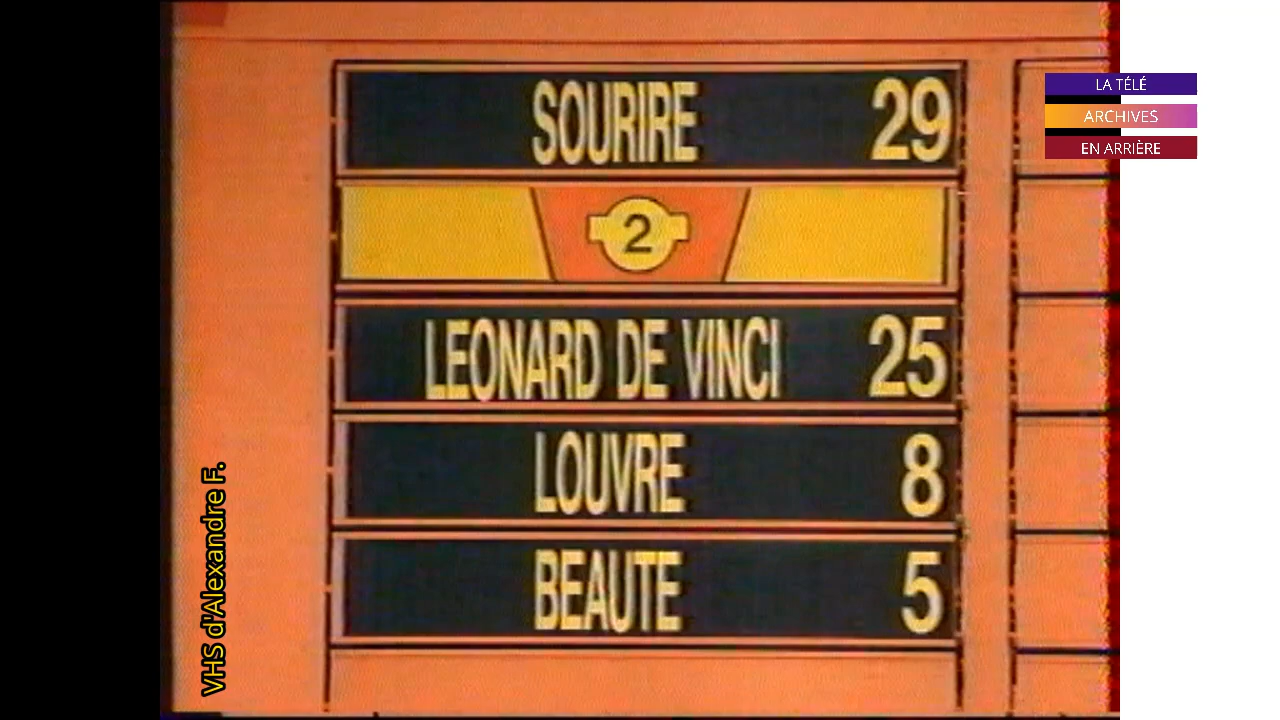 SOURIRE 29
2
LEONARD DE VINCI 25
LOUVRE 8
BEAUTE 5
LA TÉLÉ
ARCHIVES
EN ARRIÈRE
VHS d'Alexandre F.